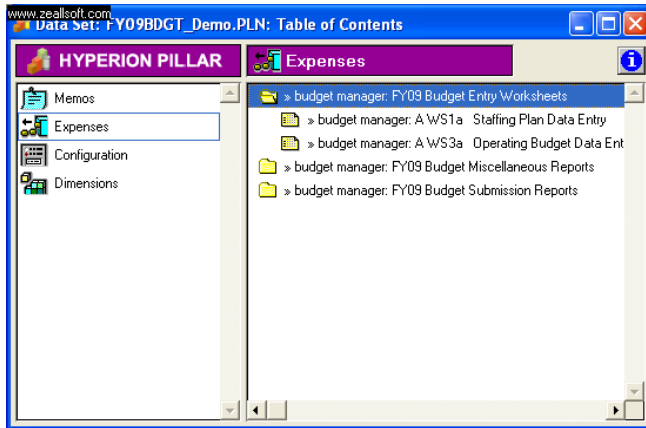 www.zeallsoft.com
Data Set: FY09BDGT_Demo.PLN: Table of Contents
HYPERION PILLAR
Expenses
Memos
Expenses
Configuration
Dimensions
» budget manager: FY09 Budget Entry Worksheets
» budget manager: A WS1a Staffing Plan Data Entry
» budget manager: A WS3a Operating Budget Data Ent
» budget manager: FY09 Budget Miscellaneous Reports
» budget manager: FY09 Budget Submission Reports